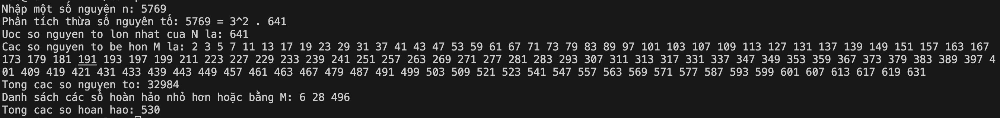 Nhập một số nguyên n: 5769
Phân tích thừa số nguyên tố: 5769 = 3^2 . 641
Uoc so nguyen to lon nhat cua N la: 641
Cac so nguyen to be hon M la: 2 3 5 7 11 13 17 19 23 29 31 37 41 43 47 53 59 61 67 71 73 79 83 89 97 101 103 107 109 113 127 131 137 139 149 151 157 163 167
173 179 181 191 193 197 199 211 223 227 229 233 239 241 251 257 263 269 271 277 281 283 293 307 311 313 317 331 337 347 349 353 359 367 373 379 383 389 397 4
01 409 419 421 431 433 439 443 449 457 461 463 467 479 487 491 499 503 509 521 523 541 547 557 563 569 571 577 587 593 599 601 607 613 617 619 631
Tong cac so nguyen to: 32984
Danh sách các số hoàn hảo nhỏ hơn hoặc bằng M: 6 28 496
Tong cac so hoan hao: 530